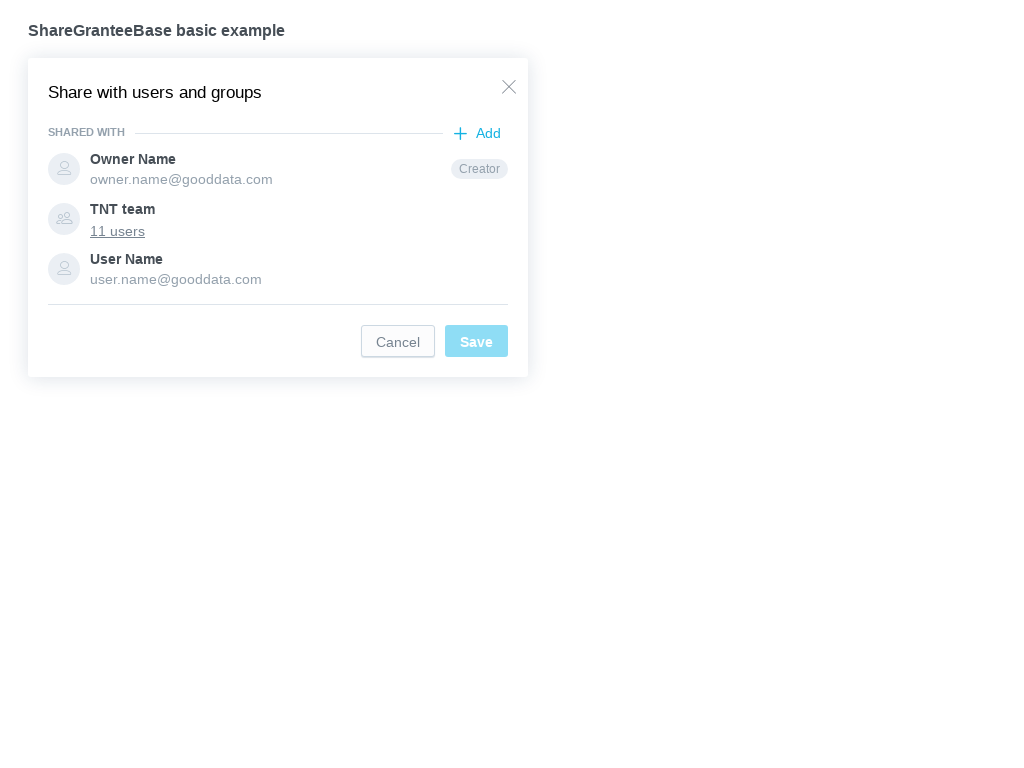 ShareGranteeBase basic example
Share with users and groups
SHARED WITH
Add
Owner Name
owner.name@gooddata.com
Creator
TNT team
11 users
User Name
user.name@gooddata.com
Cancel
Save